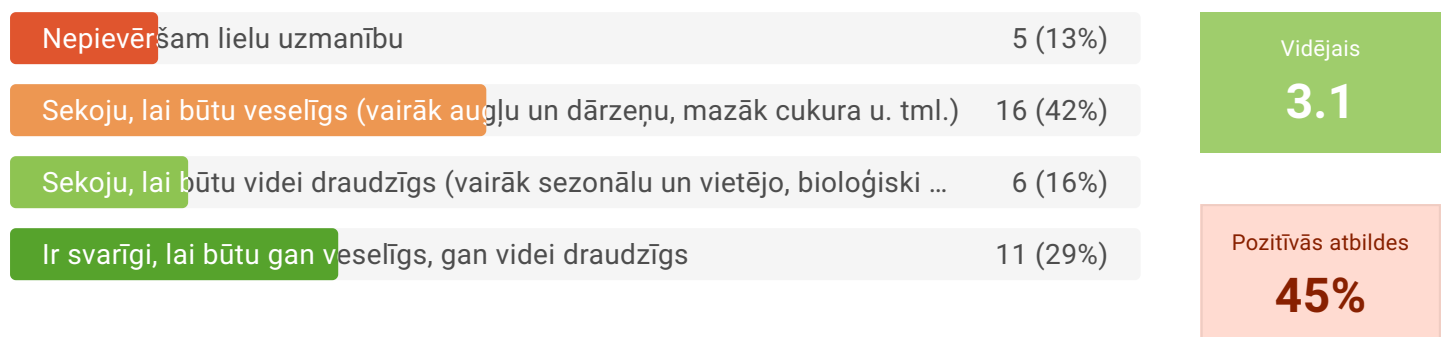 Nepievēršam lielu uzmanību 5 (13%)
Sekoju, lai būtu veselīgs (vairāk augļu un dārzeņu, mazāk cukura u. tml.) 16 (42%)
Sekoju, lai būtu videi draudzīgs (vairāk sezonālu un vietējo, bioloģiski ... 6 (16%)
Ir svarīgi, lai būtu gan veselīgs, gan videi draudzīgs 11 (29%)
Vidējais
3.1
Pozitīvās atbildes
45%